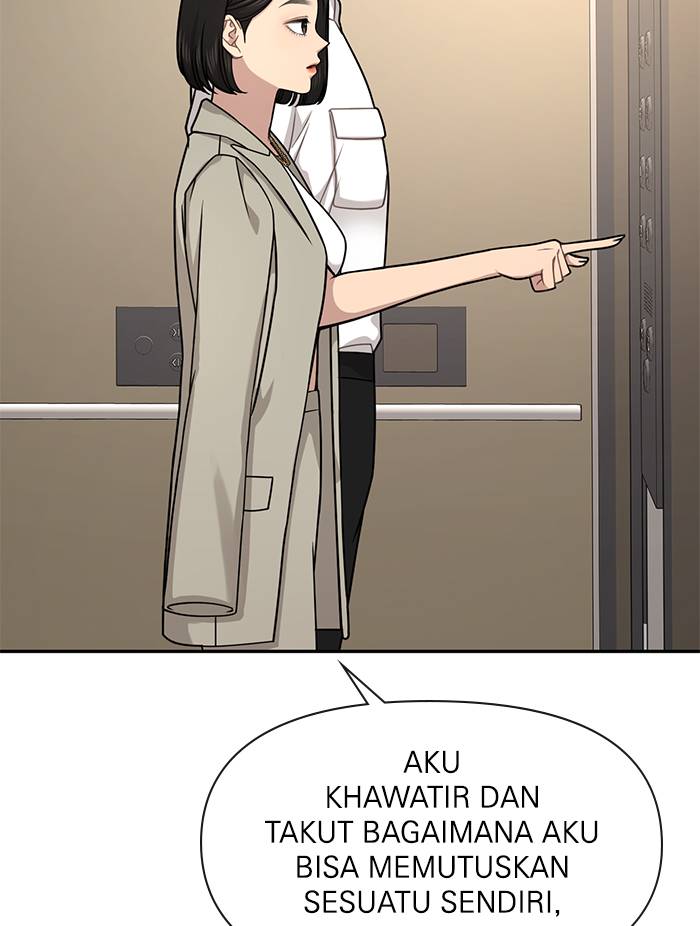 AKU
KHAWATIR DAN
TAKUT BAGAIMANA AKU
BISA MEMUTUSKAN
SESUATU SENDIRI,